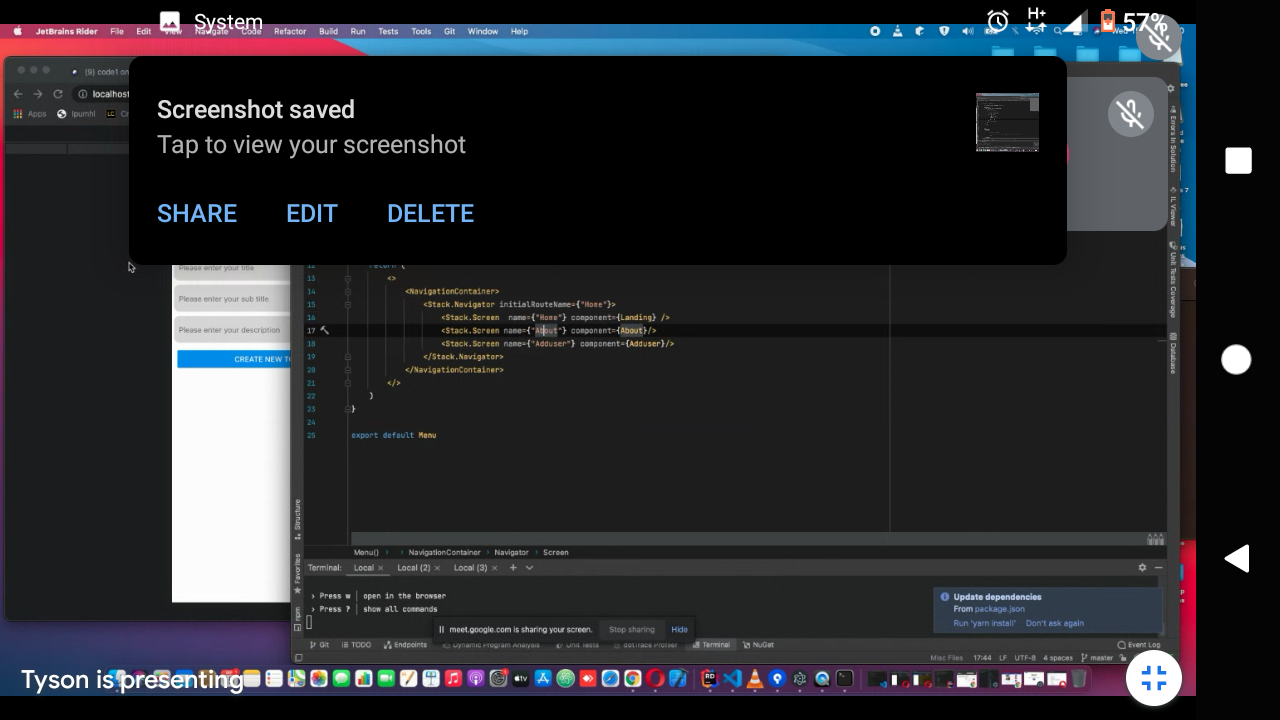 System
57%
JetBrains Rider File Edit View Navigate Code Refactor Build Run Tests Tools Git Window Help
(9) code1 on
localhost
Apps lpumhl
Screenshot saved
Tap to view your screenshot
SHARE EDIT DELETE
Errors In Solution
IL Viewer
Unit Tests Coverage
Database
Please enter your title
Please enter your sub title
Please enter your description
CREATE NEW TO
12 return (
13 <>
14 <NavigationContainer>
15 <Stack.Navigator initialRouteName={"Home"}>
16 <Stack.Screen name={"Home"} component={Landing} />
17 <Stack.Screen name={"About"} component={About}/>
18 <Stack.Screen name={"Adduser"} component={Adduser}/>
19 </Stack.Navigator>
20 </NavigationContainer>
21 </>
22 )
23 }
24
25 export default Menu
Structure
Favorites
npm
Menu() NavigationContainer Navigator Screen
Terminal: Local × Local (2) × Local (3) × +
› Press w │ open in the browser
› Press ? │ show all commands
Update dependencies
From package.json
Run 'yarn install' Don't ask again
meet.google.com is sharing your screen. Stop sharing Hide
Git TODO Endpoints Dynamic Program Analysis Unit Tests dotTrace Profiler Terminal NuGet Event Log
Misc Files 17:44 LF UTF-8 4 spaces master
Tyson is presenting